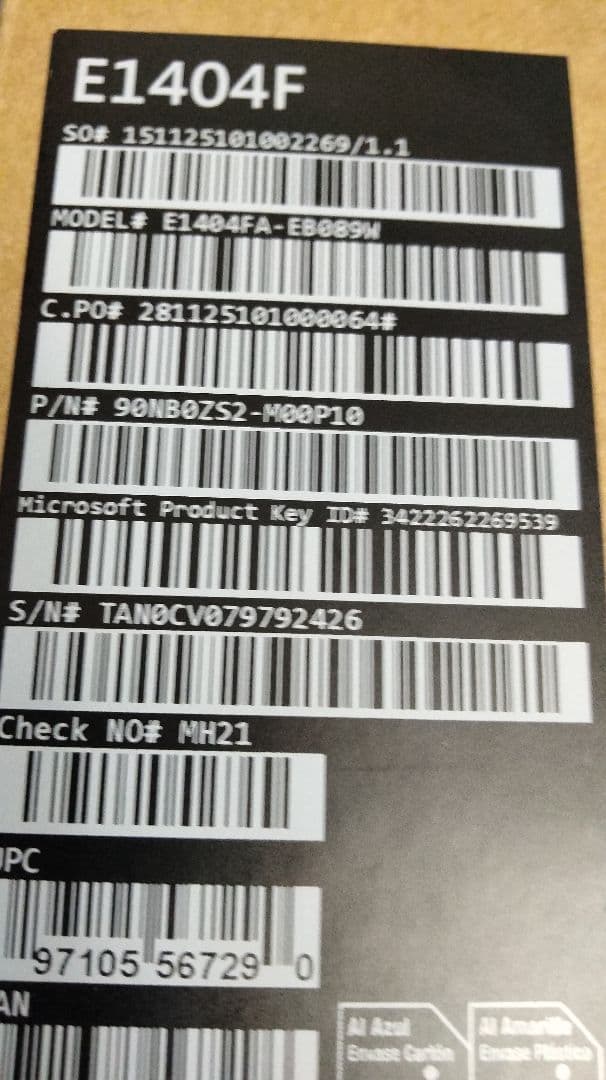 E1404F
SO# 151125101002269/1.1
MODEL# E1404FA-EB089W
C.PO# 281125101000064#
P/N# 90NB0ZS2-M00P10
Microsoft Product Key ID# 3422262269539
S/N# TAN0CV079792426
Check NO# MH21
UPC
97105 56729 0
AN
Al Azul
Envase Cartón
Al Amarillo
Envase Plástico